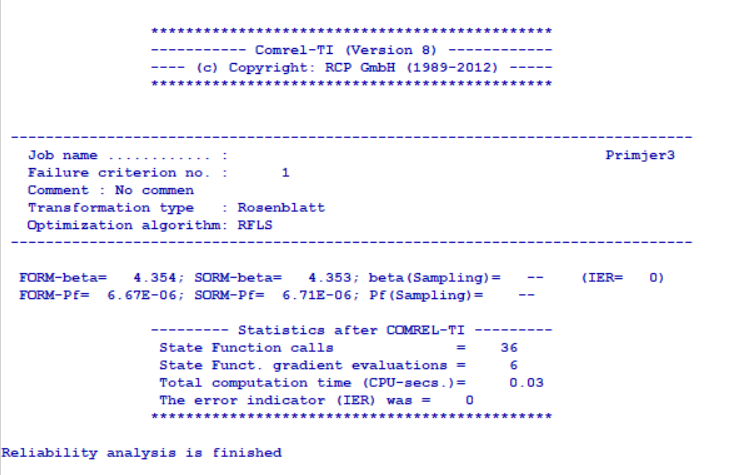 **********************************************
----------- Comrel-TI (Version 8) ------------
---- (c) Copyright: RCP GmbH (1989-2012) -----
**********************************************
------------------------------------------------------------------------------
Job name ............ : Primjer3
Failure criterion no. : 1
Comment : No commen
Transformation type : Rosenblatt
Optimization algorithm: RFLS
------------------------------------------------------------------------------
FORM-beta= 4.354; SORM-beta= 4.353; beta(Sampling)= -- (IER= 0)
FORM-Pf= 6.67E-06; SORM-Pf= 6.71E-06; Pf(Sampling)= --
--------- Statistics after COMREL-TI ---------
State Function calls = 36
State Funct. gradient evaluations = 6
Total computation time (CPU-secs.)= 0.03
The error indicator (IER) was = 0
**********************************************
Reliability analysis is finished